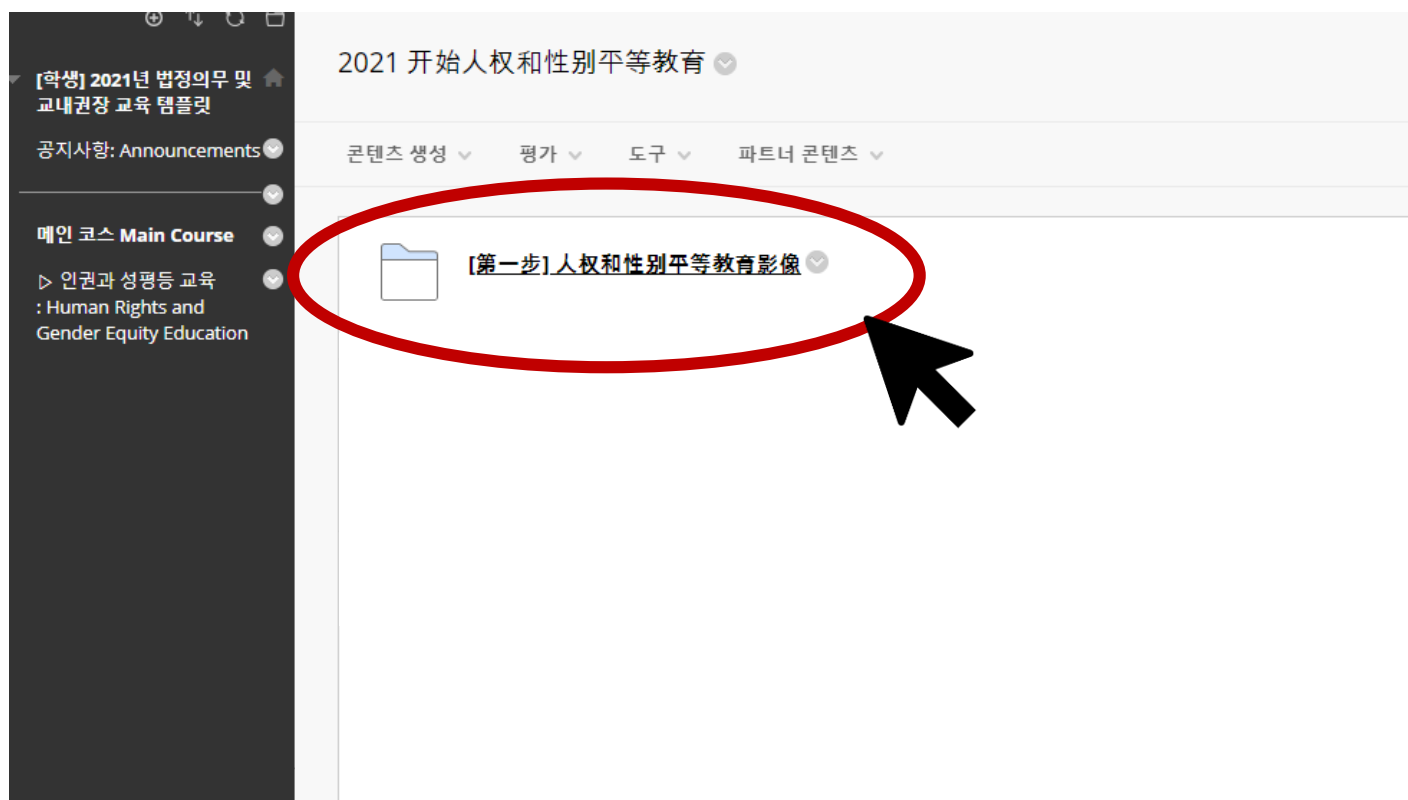 [학생] 2021년 법정의무 및
교내권장 교육 템플릿
공지사항: Announcements
메인 코스 Main Course
▷ 인권과 성평등 교육
: Human Rights and
Gender Equity Education
2021 开始人权和性别平等教育
콘텐츠 생성 평가 도구 파트너 콘텐츠
[第一步] 人权和性别平等教育影像